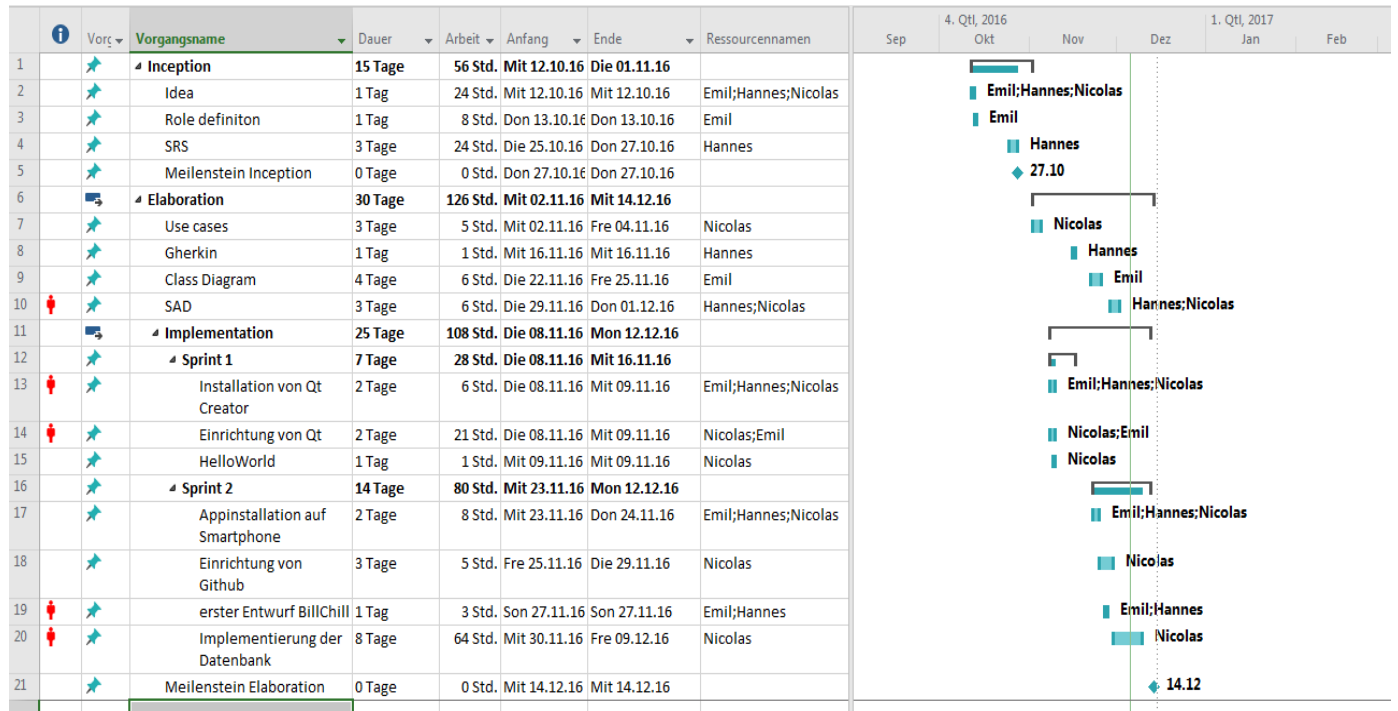 4. Qtl, 2016 1. Qtl, 2017
Vorg Vorgangsname Dauer Arbeit Anfang Ende Ressourcennamen Sep Okt Nov Dez Jan Feb
1 Inception 15 Tage 56 Std. Mit 12.10.16 Die 01.11.16
2 Idea 1 Tag 24 Std. Mit 12.10.16 Mit 12.10.16 Emil;Hannes;Nicolas Emil;Hannes;Nicolas
3 Role definiton 1 Tag 8 Std. Don 13.10.16 Don 13.10.16 Emil Emil
4 SRS 3 Tage 24 Std. Die 25.10.16 Don 27.10.16 Hannes Hannes
5 Meilenstein Inception 0 Tage 0 Std. Don 27.10.16 Don 27.10.16 27.10
6 Elaboration 30 Tage 126 Std. Mit 02.11.16 Mit 14.12.16
7 Use cases 3 Tage 5 Std. Mit 02.11.16 Fre 04.11.16 Nicolas Nicolas
8 Gherkin 1 Tag 1 Std. Mit 16.11.16 Mit 16.11.16 Hannes Hannes
9 Class Diagram 4 Tage 6 Std. Die 22.11.16 Fre 25.11.16 Emil Emil
10 SAD 3 Tage 6 Std. Die 29.11.16 Don 01.12.16 Hannes;Nicolas Hannes;Nicolas
11 Implementation 25 Tage 108 Std. Die 08.11.16 Mon 12.12.16
12 Sprint 1 7 Tage 28 Std. Die 08.11.16 Mit 16.11.16
13 Installation von Qt 2 Tage 6 Std. Die 08.11.16 Mit 09.11.16 Emil;Hannes;Nicolas Emil;Hannes;Nicolas
Creator
14 Einrichtung von Qt 2 Tage 21 Std. Die 08.11.16 Mit 09.11.16 Nicolas;Emil Nicolas;Emil
15 HelloWorld 1 Tag 1 Std. Mit 09.11.16 Mit 09.11.16 Nicolas Nicolas
16 Sprint 2 14 Tage 80 Std. Mit 23.11.16 Mon 12.12.16
17 Appinstallation auf 2 Tage 8 Std. Mit 23.11.16 Don 24.11.16 Emil;Hannes;Nicolas Emil;Hannes;Nicolas
Smartphone
18 Einrichtung von 3 Tage 5 Std. Fre 25.11.16 Die 29.11.16 Nicolas Nicolas
Github
19 erster Entwurf BillChill 1 Tag 3 Std. Son 27.11.16 Son 27.11.16 Emil;Hannes Emil;Hannes
20 Implementierung der 8 Tage 64 Std. Mit 30.11.16 Fre 09.12.16 Nicolas Nicolas
Datenbank
21 Meilenstein Elaboration 0 Tage 0 Std. Mit 14.12.16 Mit 14.12.16 14.12